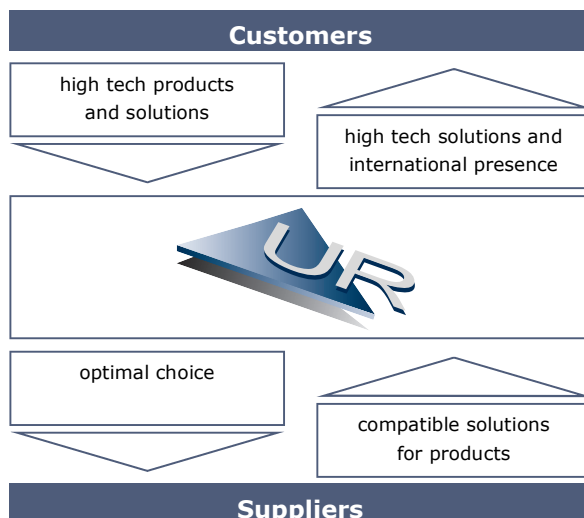 Customers
high tech products
and solutions
high tech solutions and
international presence
UR
optimal choice
compatible solutions
for products
Suppliers